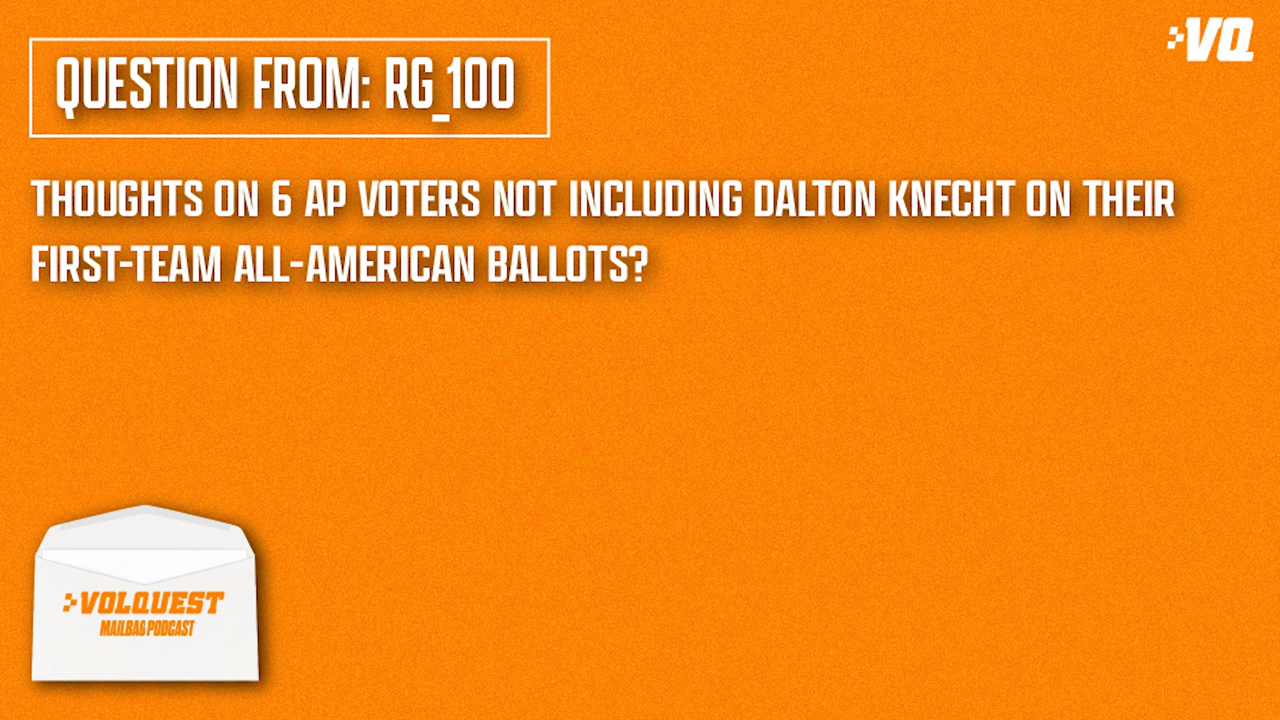 :>VQ
QUESTION FROM: RG_100
THOUGHTS ON 6 AP VOTERS NOT INCLUDING DALTON KNECHT ON THEIR
FIRST-TEAM ALL-AMERICAN BALLOTS?
:>VOLQUEST
MAILBAG PODCAST